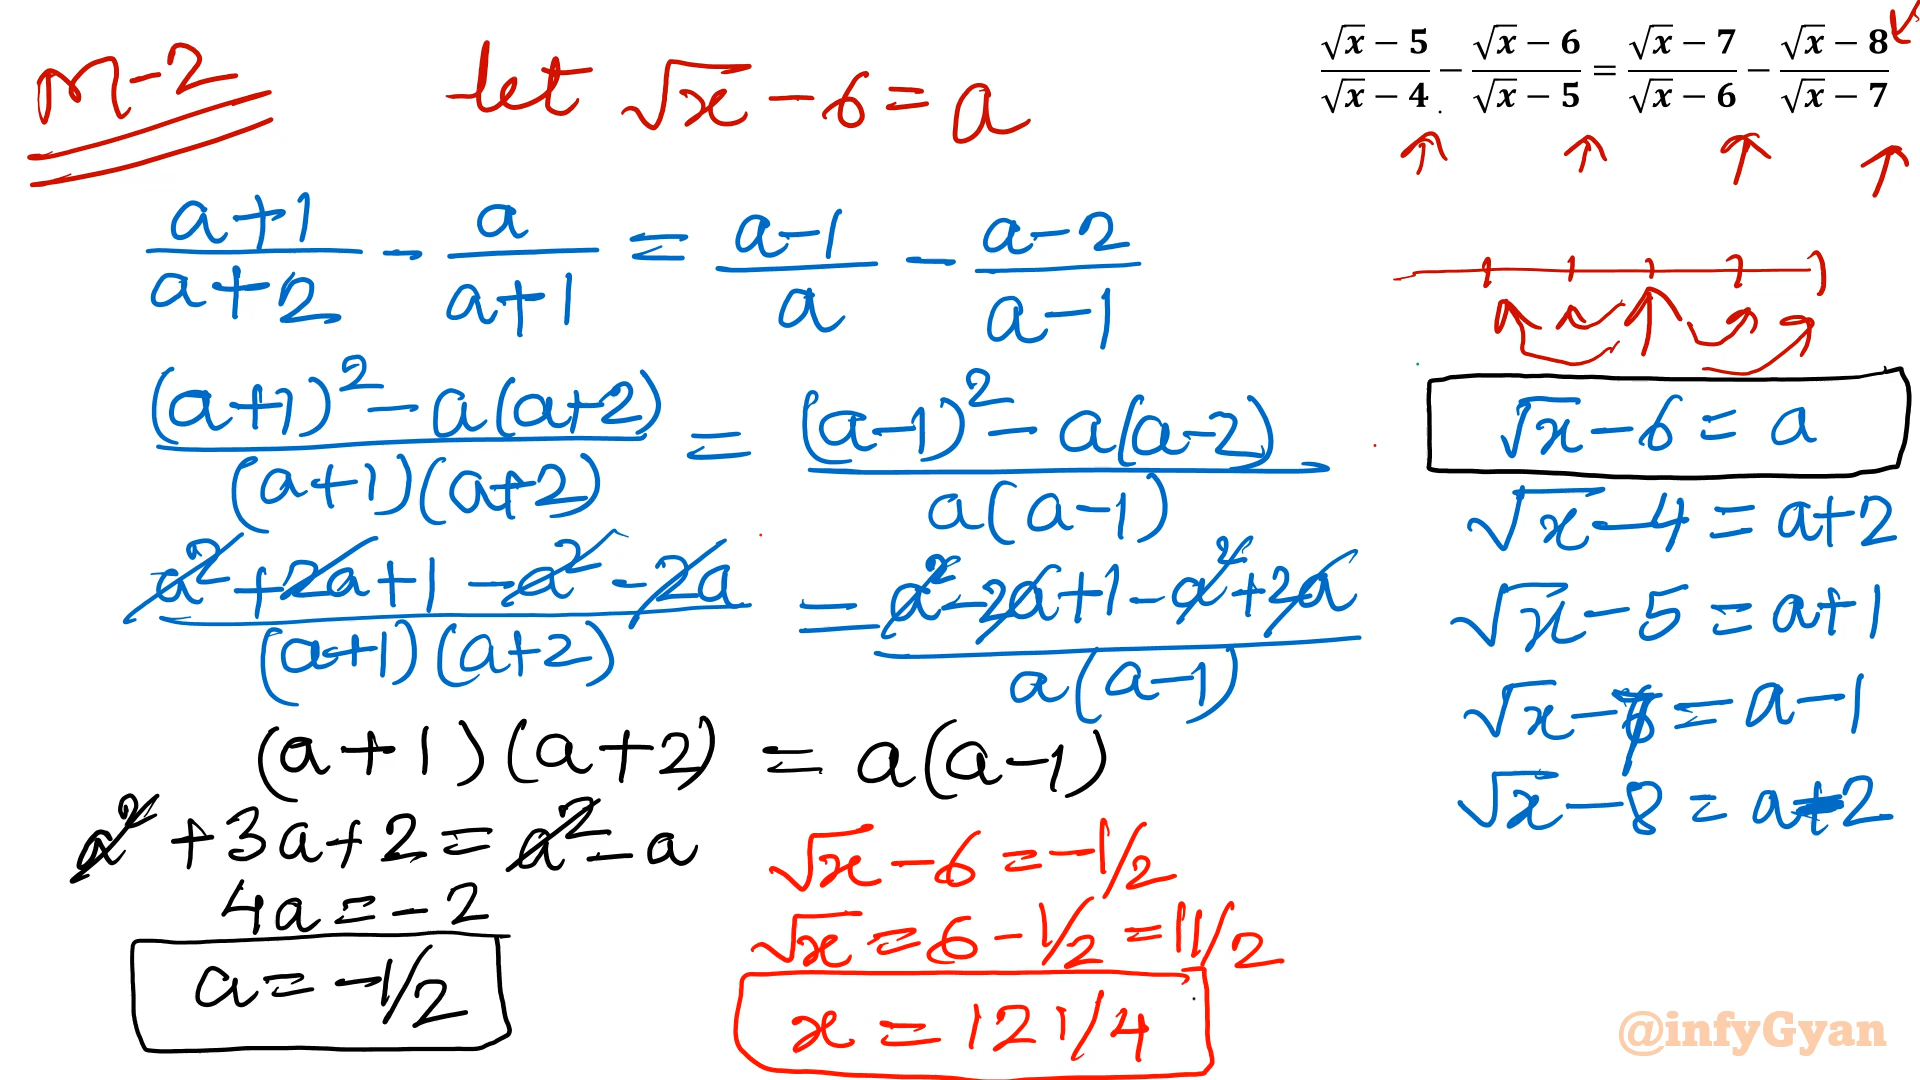 M-2
let √x - 6 = a
(√x - 5)/(√x - 4) - (√x - 6)/(√x - 5) = (√x - 7)/(√x - 6) - (√x - 8)/(√x - 7)
(a+1)/(a+2) - a/(a+1) = (a-1)/a - (a-2)/(a-1)
((a+1)² - a(a+2))/((a+1)(a+2)) = ((a-1)² - a(a-2))/(a(a-1))
(a² + 2a + 1 - a² - 2a)/((a+1)(a+2)) = (a² - 2a + 1 - a² + 2a)/(a(a-1))
(a+1)(a+2) = a(a-1)
a² + 3a + 2 = a² - a
4a = -2
a = -1/2
√x - 6 = -1/2
√x = 6 - 1/2 = 11/2
x = 121/4
√x - 6 = a
√x - 4 = a+2
√x - 5 = a+1
√x - 7 = a-1
√x - 8 = a-2
@infyGyan